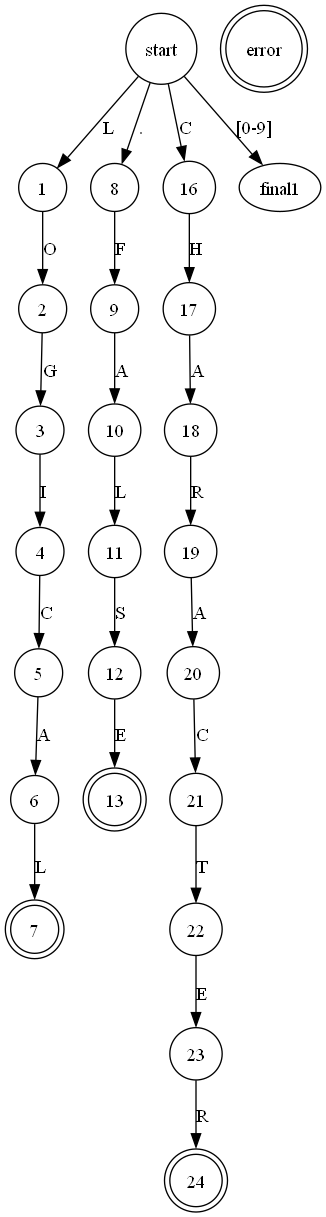 start
error
L
.
C
[0-9]
1
8
16
final1
O
F
H
2
9
17
G
A
A
3
10
18
I
L
R
4
11
19
C
S
A
5
12
20
A
E
C
6
13
21
L
T
7
22
E
23
R
24